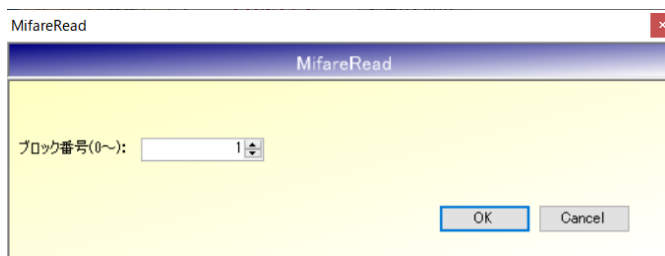 MifareRead
MifareRead
ブロック番号(0～): 1
OK Cancel